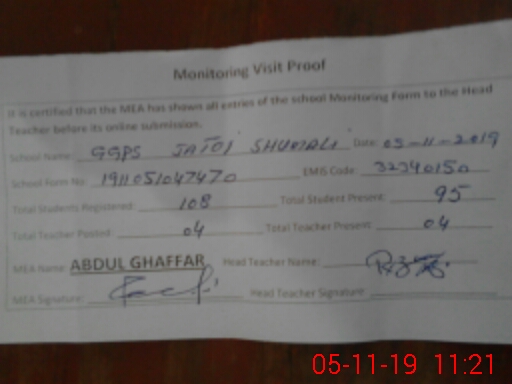 Monitoring Visit Proof
It is certified that the MEA has shown all entries of the school Monitoring Form to the Head
Teacher before its online submission.
School Name: GGPS JATOI SHUMALI Date: 05-11-2019
School Form No: 1911051047470 EMIS Code: 32340150
Total Students Registered: 108 Total Student Present: 95
Total Teacher Posted: 04 Total Teacher Present: 04
MEA Name: ABDUL GHAFFAR Head Teacher Name:
MEA Signature: Head Teacher Signature:
05-11-19 11:21